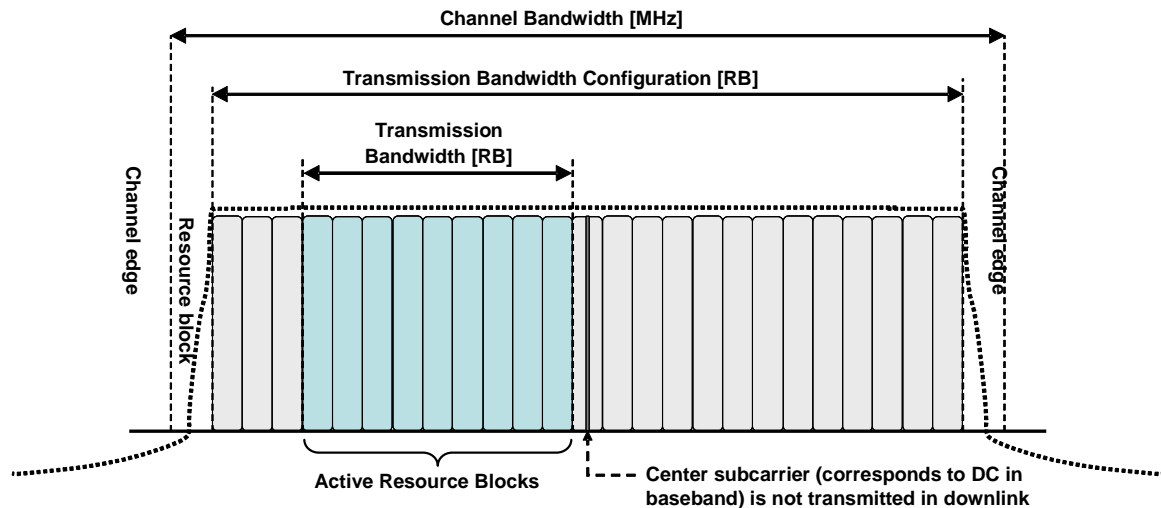 Channel Bandwidth [MHz]
Transmission Bandwidth Configuration [RB]
Transmission
Bandwidth [RB]
Channel edge
Resource block
Channel edge
Active Resource Blocks
Center subcarrier (corresponds to DC in
baseband) is not transmitted in downlink